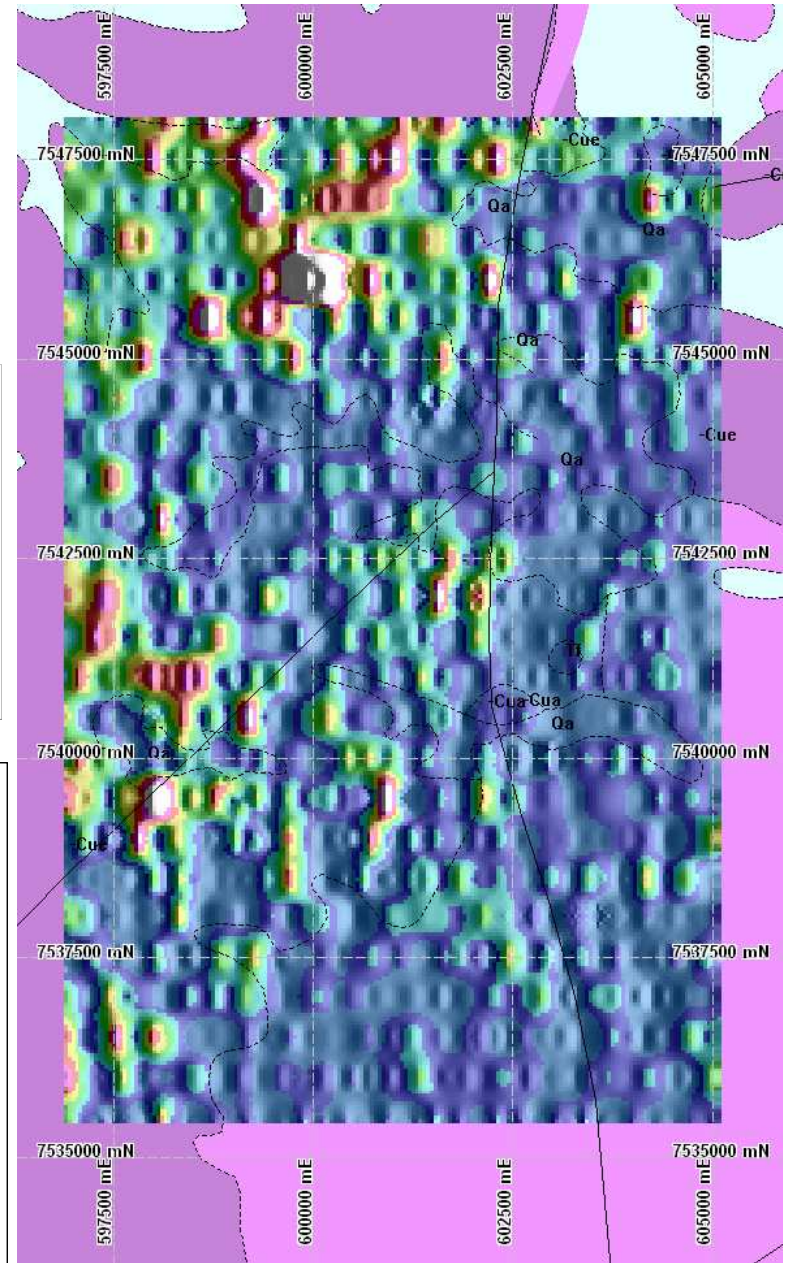 597500 mE
600000 mE
602500 mE
605000 mE
-Cue
7547500 mN
7547500 mN
C
Qa
Qa
Qa
7545000 mN
7545000 mN
-Cue
Qa
7542500 mN
7542500 mN
-Cua
-Cua
Qa
Qa
7540000 mN
7540000 mN
-Cue
7537500 mN
7537500 mN
7535000 mN
7535000 mN
597500 mE
600000 mE
602500 mE
605000 mE